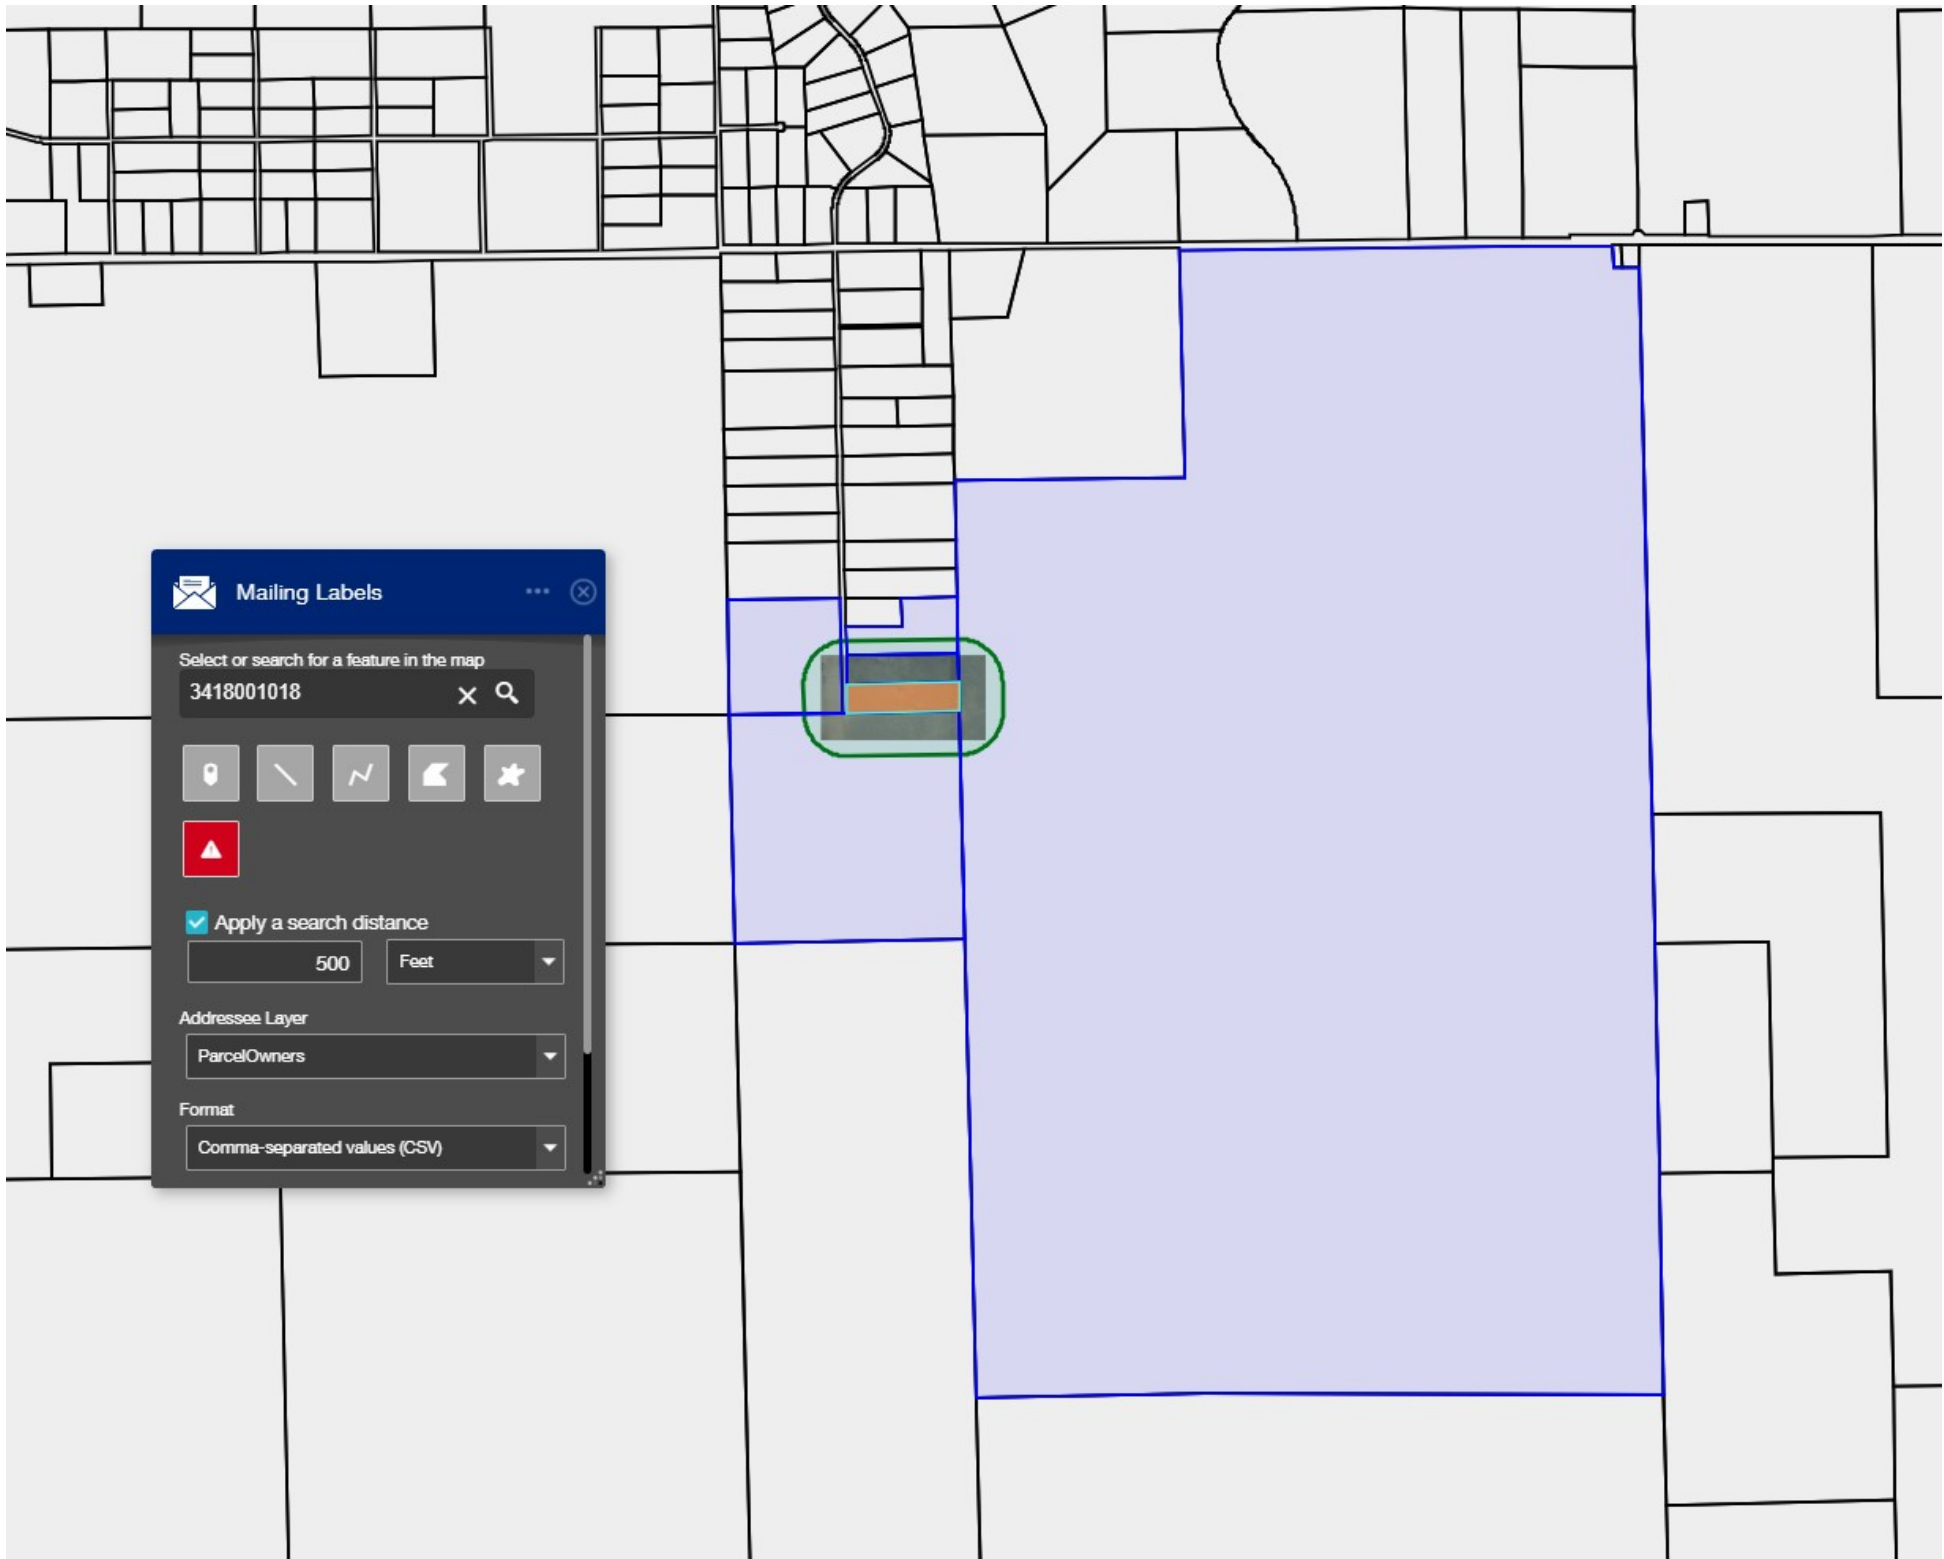 Mailing Labels
Select or search for a feature in the map
3418001018
Apply a search distance
500 Feet
Addressee Layer
ParcelOwners
Format
Comma-separated values (CSV)